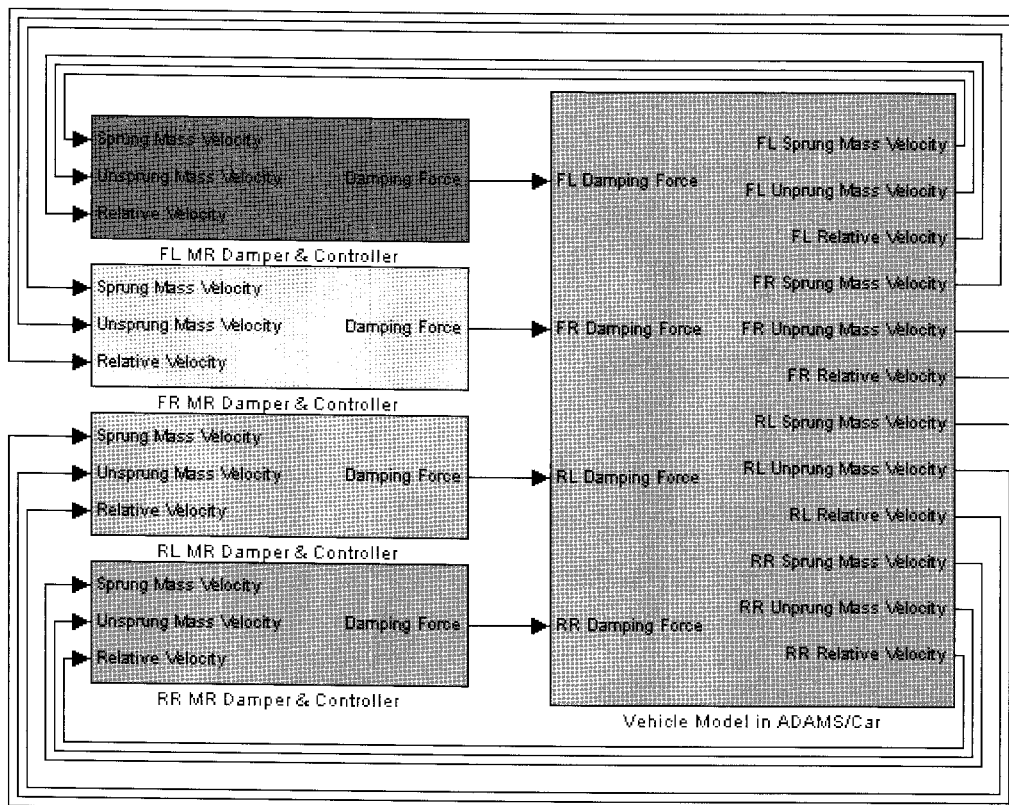 Sprung Mass Velocity
Unsprung Mass Velocity
Damping Force
Relative Velocity
FL MR Damper & Controller
Sprung Mass Velocity
Unsprung Mass Velocity
Damping Force
Relative Velocity
FR MR Damper & Controller
Sprung Mass Velocity
Unsprung Mass Velocity
Damping Force
Relative Velocity
RL MR Damper & Controller
Sprung Mass Velocity
Unsprung Mass Velocity
Damping Force
Relative Velocity
RR MR Damper & Controller
FL Damping Force
FR Damping Force
RL Damping Force
RR Damping Force
FL Sprung Mass Velocity
FL Unprung Mass Velocity
FL Relative Velocity
FR Sprung Mass Velocity
FR Unprung Mass Velocity
FR Relative Velocity
RL Sprung Mass Velocity
RL Unprung Mass Velocity
RL Relative Velocity
RR Sprung Mass Velocity
RR Unprung Mass Velocity
RR Relative Velocity
Vehicle Model in ADAMS/Car